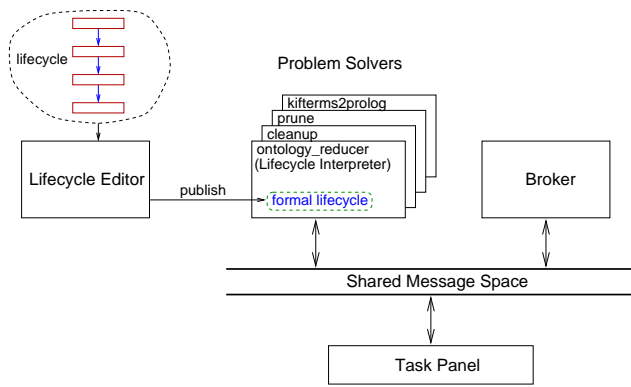 lifecycle
Problem Solvers
kifterms2prolog
prune
cleanup
ontology_reducer
(Lifecycle Interpreter)
Lifecycle Editor
publish
formal lifecycle
Broker
Shared Message Space
Task Panel